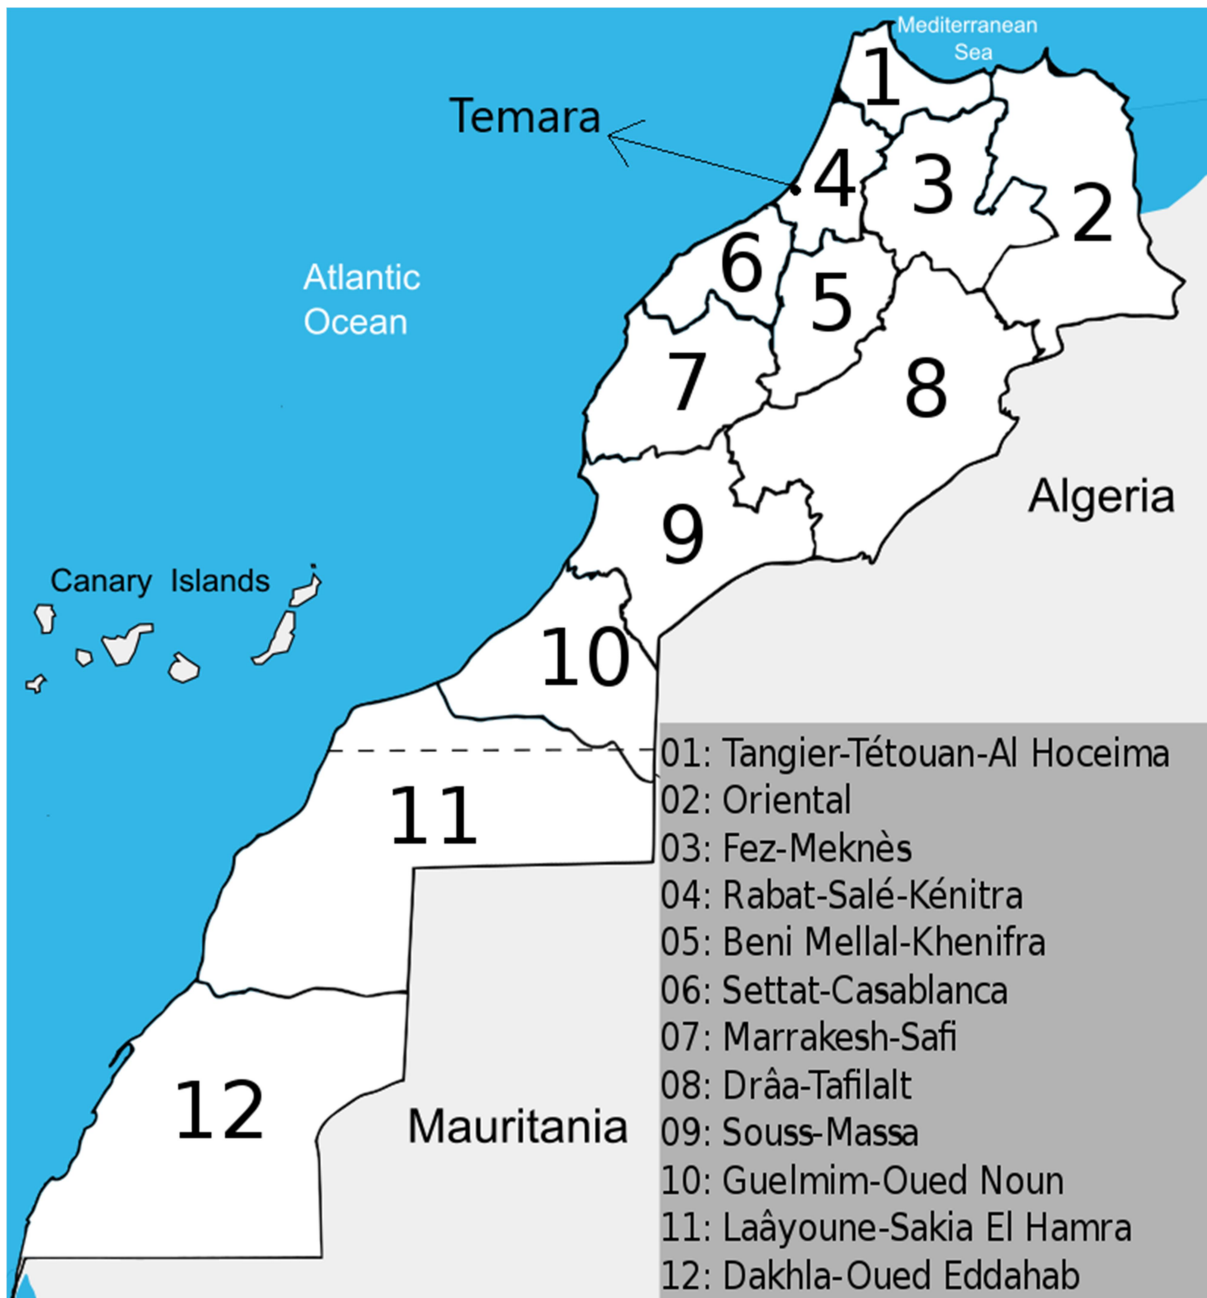 Mediterranean
Sea
1
Temara
4
3
2
6
Atlantic
Ocean
5
7
8
Algeria
9
Canary Islands
10
11
12
Mauritania
01: Tangier-Tétouan-Al Hoceima
02: Oriental
03: Fez-Meknès
04: Rabat-Salé-Kénitra
05: Beni Mellal-Khenifra
06: Settat-Casablanca
07: Marrakesh-Safi
08: Drâa-Tafilalt
09: Souss-Massa
10: Guelmim-Oued Noun
11: Laâyoune-Sakia El Hamra
12: Dakhla-Oued Eddahab